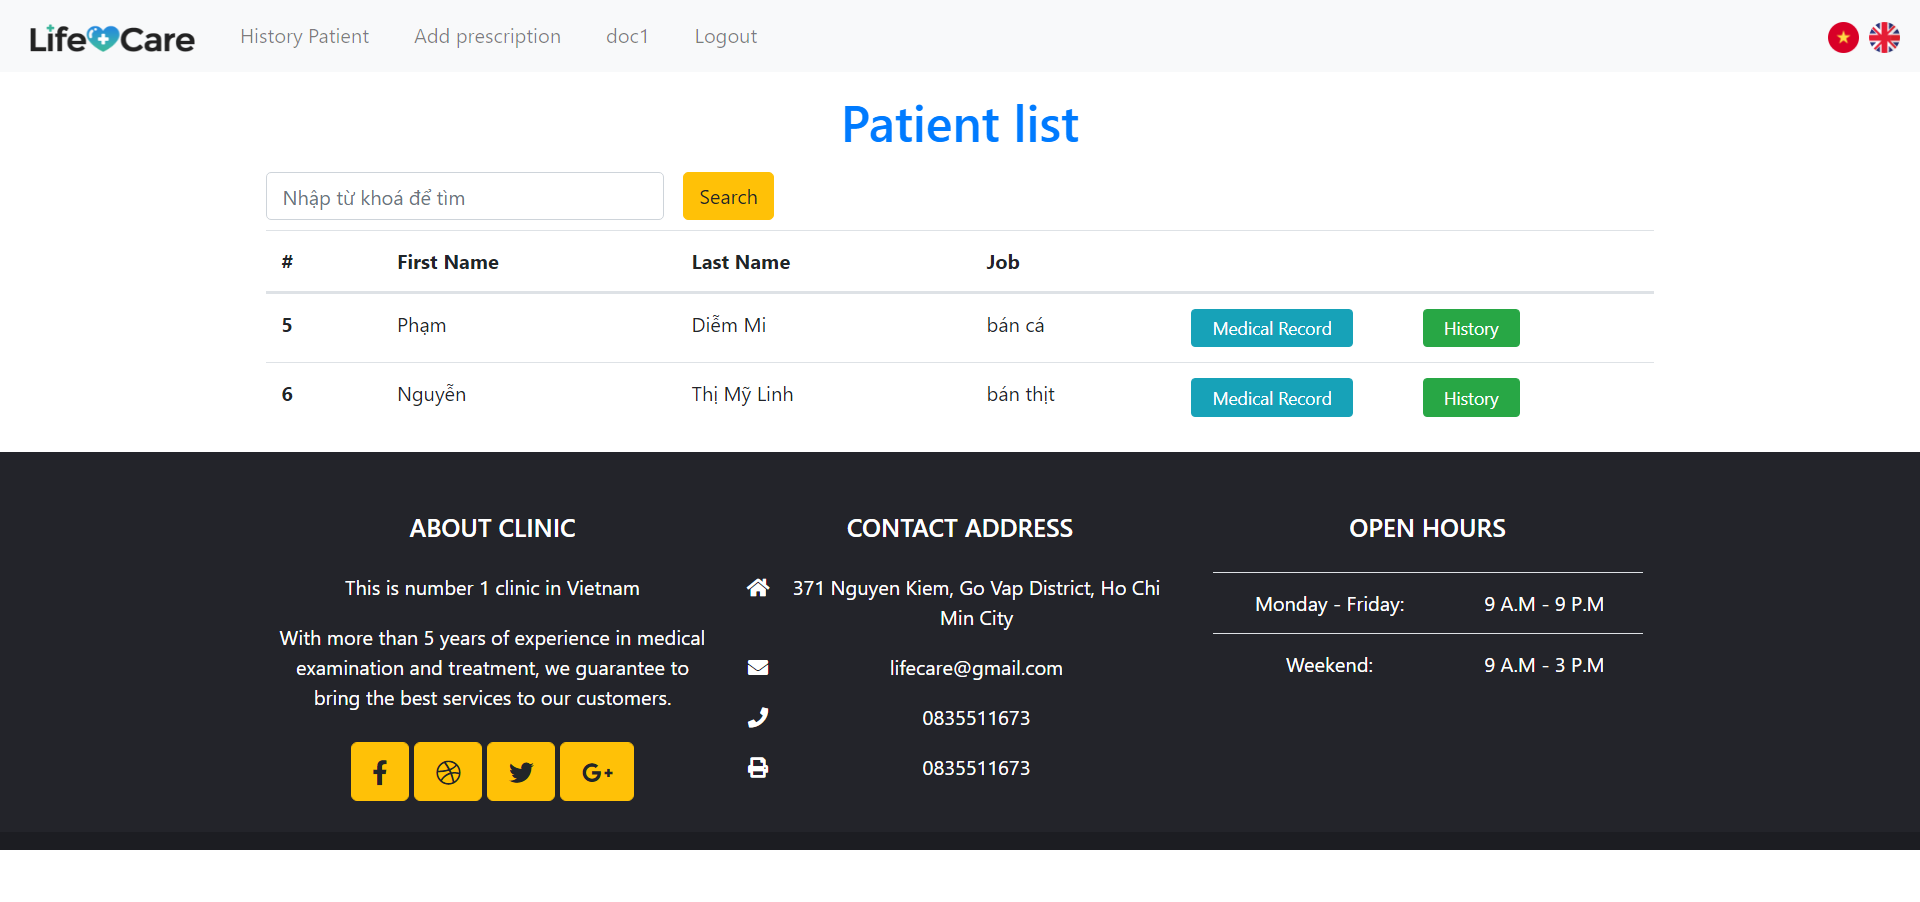 Life Care
History Patient
Add prescription
doc1
Logout
Patient list
Nhập từ khoá để tìm
Search
# First Name Last Name Job
5 Phạm Diễm Mi bán cá Medical Record History
6 Nguyễn Thị Mỹ Linh bán thịt Medical Record History
ABOUT CLINIC
This is number 1 clinic in Vietnam
With more than 5 years of experience in medical
examination and treatment, we guarantee to
bring the best services to our customers.
CONTACT ADDRESS
371 Nguyen Kiem, Go Vap District, Ho Chi
Min City
lifecare@gmail.com
0835511673
0835511673
OPEN HOURS
Monday - Friday: 9 A.M - 9 P.M
Weekend: 9 A.M - 3 P.M